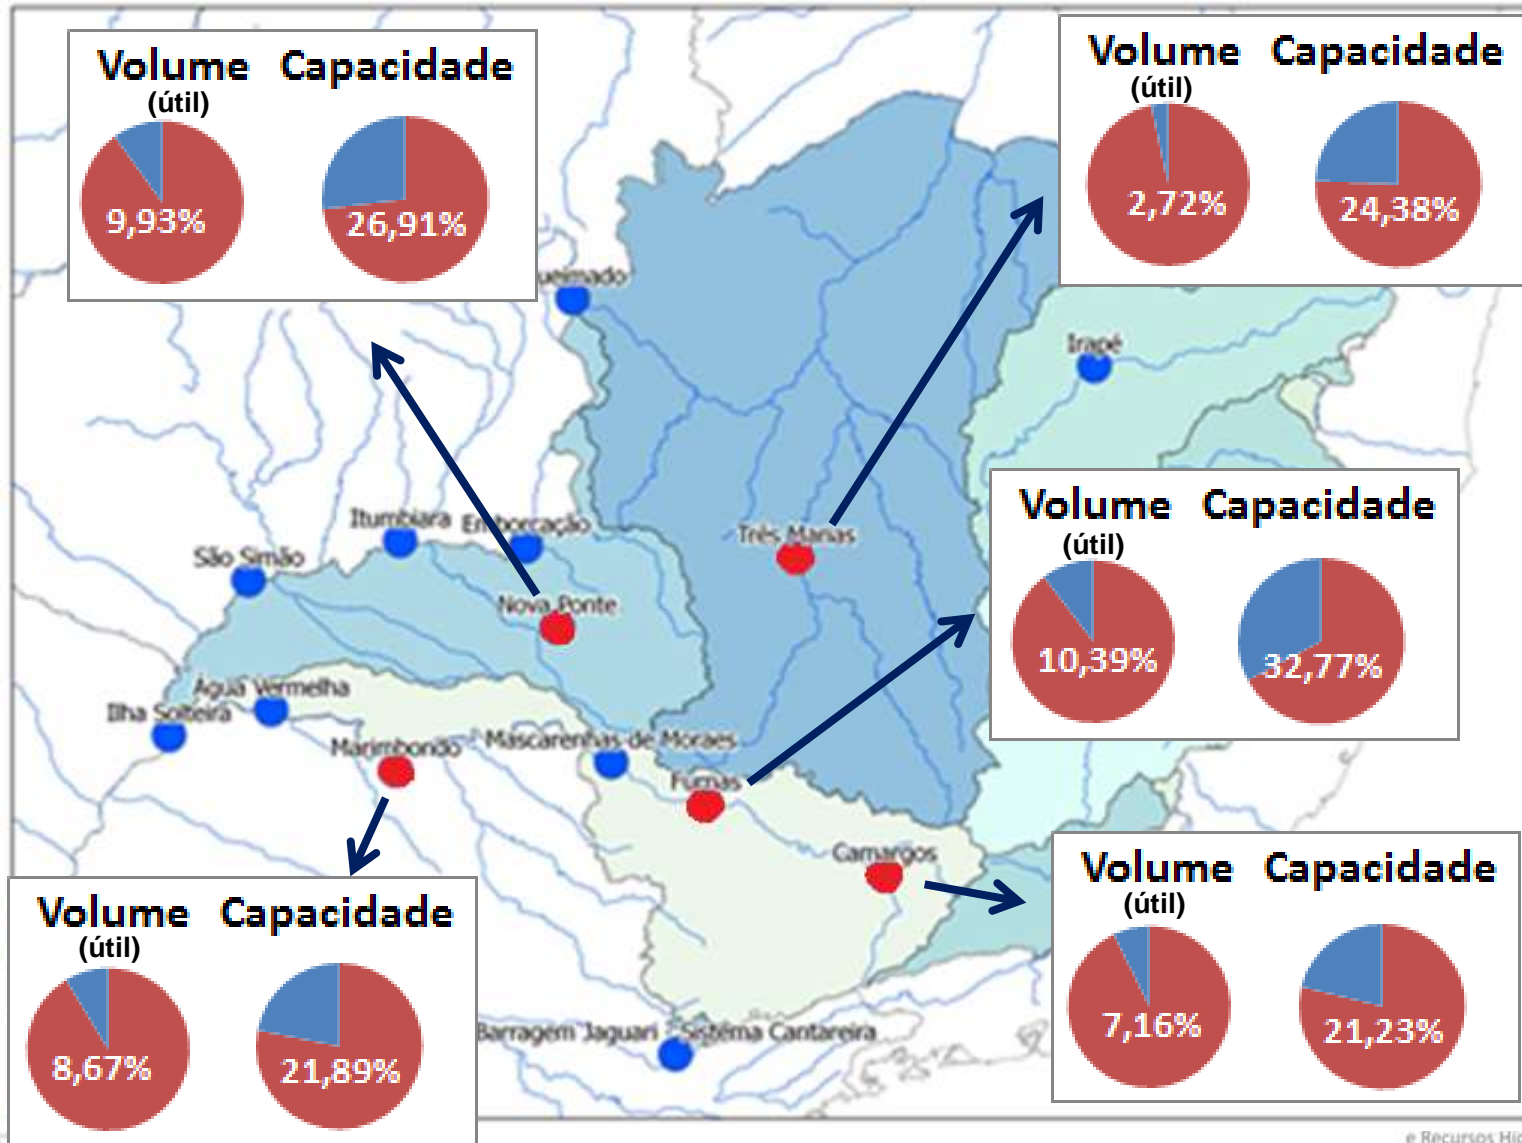 Volume Capacidade
(útil)
9,93% 26,91%
Volume Capacidade
(útil)
2,72% 24,38%
ueimado
Irapé
Volume Capacidade
(útil)
10,39% 32,77%
Itumbiara Emborcação
Três Marias
São Simão
Nova Ponte
Água Vermelha
Ilha Solteira
Marimbondo
Mascarenhas de Moraes
Furnas
Camargos
Volume Capacidade
(útil)
7,16% 21,23%
Volume Capacidade
(útil)
8,67% 21,89%
Barragem Jaguari - Sistema Cantareira
e Recursos Híd